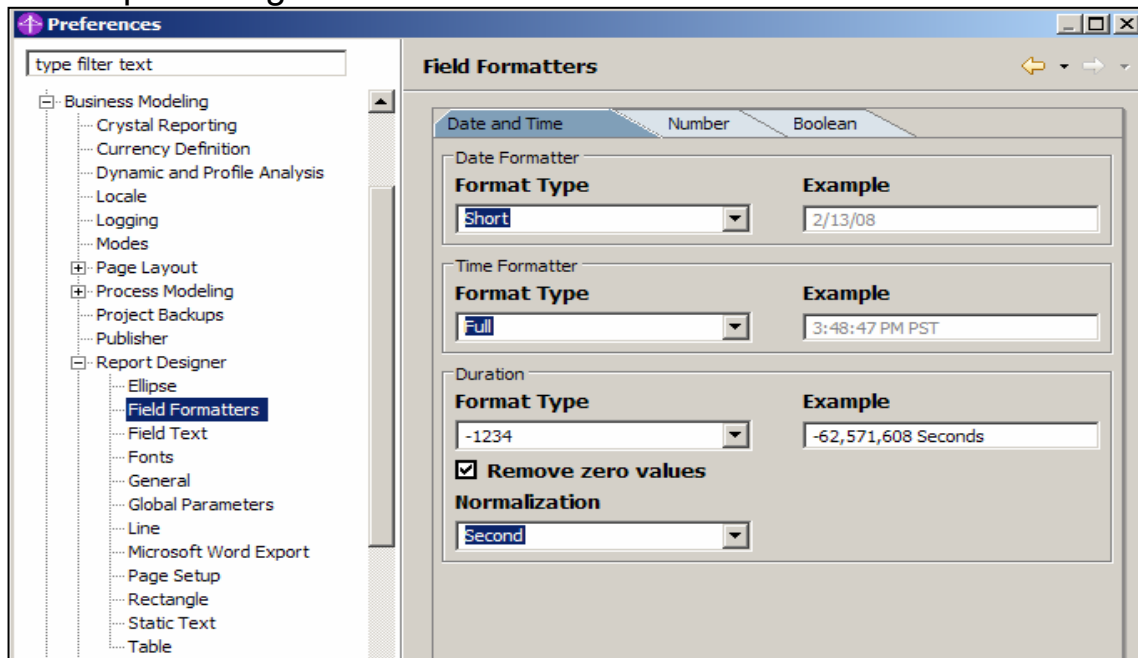 Preferences
type filter text
Business Modeling
Crystal Reporting
Currency Definition
Dynamic and Profile Analysis
Locale
Logging
Modes
Page Layout
Process Modeling
Project Backups
Publisher
Report Designer
Ellipse
Field Formatters
Field Text
Fonts
General
Global Parameters
Line
Microsoft Word Export
Page Setup
Rectangle
Static Text
Table
Field Formatters
Date and Time Number Boolean
Date Formatter
Format Type Example
Short 2/13/08
Time Formatter
Format Type Example
Full 3:48:47 PM PST
Duration
Format Type Example
-1234 -62,571,608 Seconds
Remove zero values
Normalization
Second